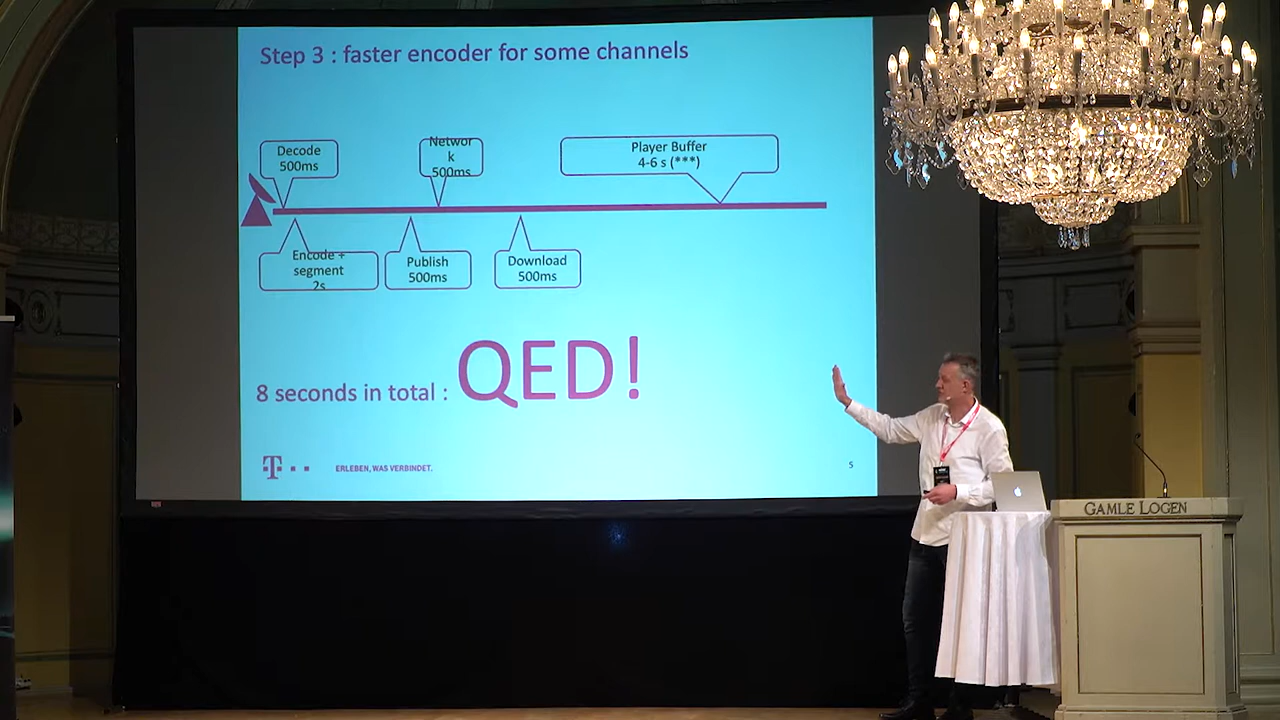 Step 3 : faster encoder for some channels
Decode
500ms
Networ
k
500ms
Player Buffer
4-6 s (***)
Encode +
segment
2s
Publish
500ms
Download
500ms
8 seconds in total : QED!
T
ERLEBEN, WAS VERBINDET.
5
GAMLE LOGEN